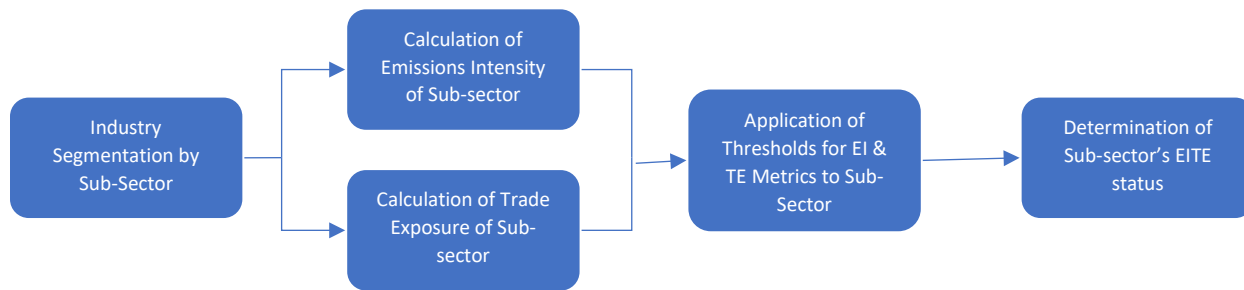 Industry
Segmentation by
Sub-Sector
Calculation of
Emissions Intensity
of Sub-sector
Calculation of Trade
Exposure of Sub-
sector
Application of
Thresholds for EI &
TE Metrics to Sub-
Sector
Determination of
Sub-sector’s EITE
status